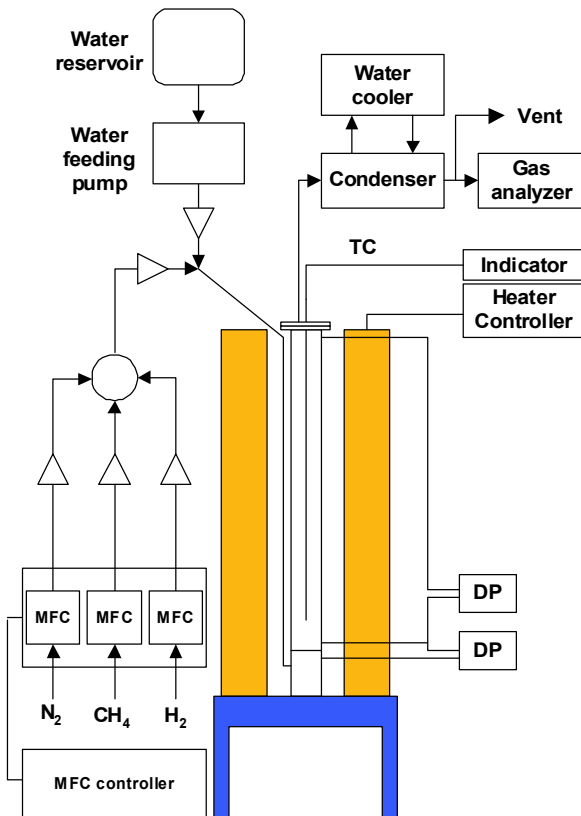 Water
reservoir
Water
feeding
pump
Water
cooler
Condenser
Vent
Gas
analyzer
TC
Indicator
Heater
Controller
MFC
MFC
MFC
DP
DP
N₂
CH₄
H₂
MFC controller